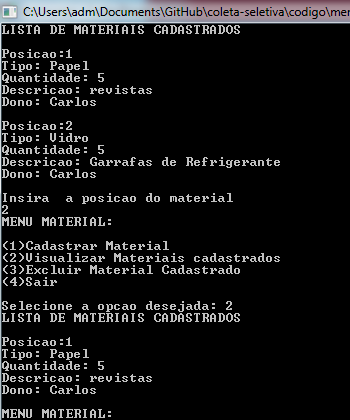 C:\Users\adm\Documents\GitHub\coleta-seletiva\codigo\mer
LISTA DE MATERIAIS CADASTRADOS
Posicao:1
Tipo: Papel
Quantidade: 5
Descricao: revistas
Dono: Carlos
Posicao:2
Tipo: Vidro
Quantidade: 5
Descricao: Garrafas de Refrigerante
Dono: Carlos
Insira  a posicao do material
2
MENU MATERIAL:
(1)Cadastrar Material
(2)Visualizar Materiais cadastrados
(3)Excluir Material Cadastrado
(4)Sair
Selecione a opcao desejada: 2
LISTA DE MATERIAIS CADASTRADOS
Posicao:1
Tipo: Papel
Quantidade: 5
Descricao: revistas
Dono: Carlos
MENU MATERIAL: